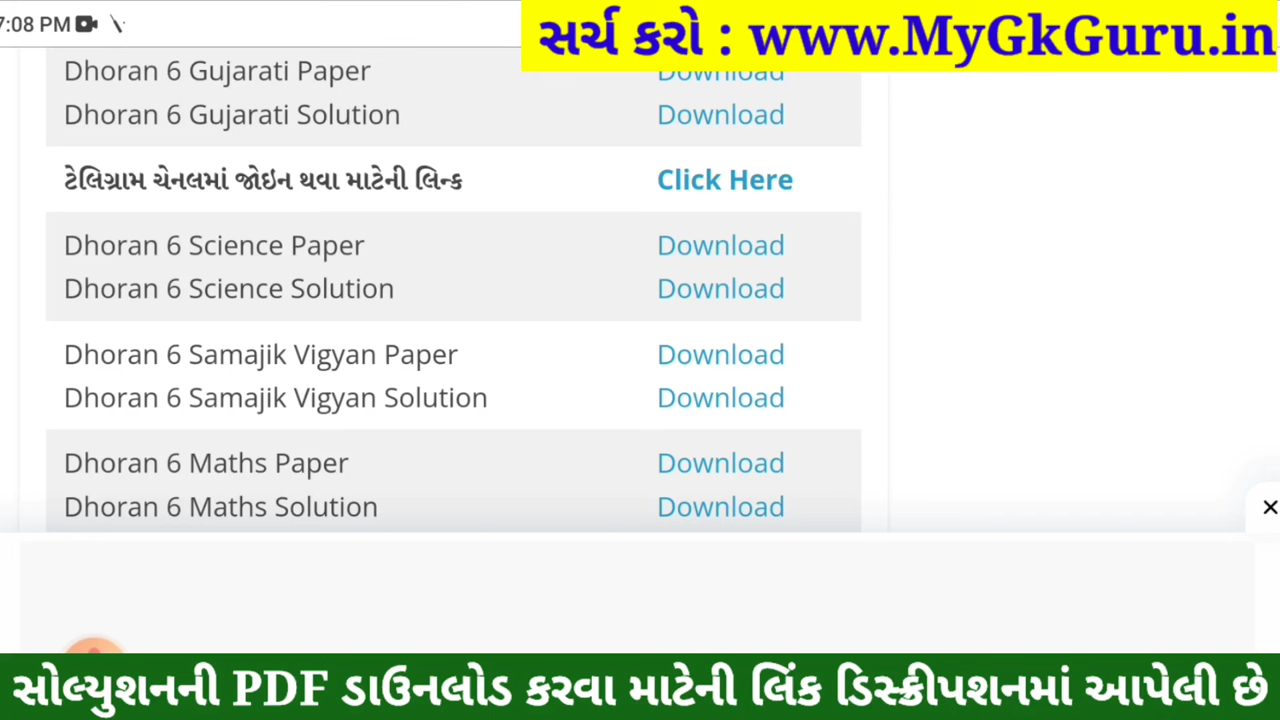 7:08 PM
સર્ચ કરો : www.MyGkGuru.in
Dhoran 6 Gujarati Paper Download
Dhoran 6 Gujarati Solution Download
ટેલિગ્રામ ચેનલમાં જોઇન થવા માટેની લિન્ક Click Here
Dhoran 6 Science Paper Download
Dhoran 6 Science Solution Download
Dhoran 6 Samajik Vigyan Paper Download
Dhoran 6 Samajik Vigyan Solution Download
Dhoran 6 Maths Paper Download
Dhoran 6 Maths Solution Download
સોલ્યુશનની PDF ડાઉનલોડ કરવા માટેની લિંક ડિસ્ક્રીપશનમાં આપેલી છે